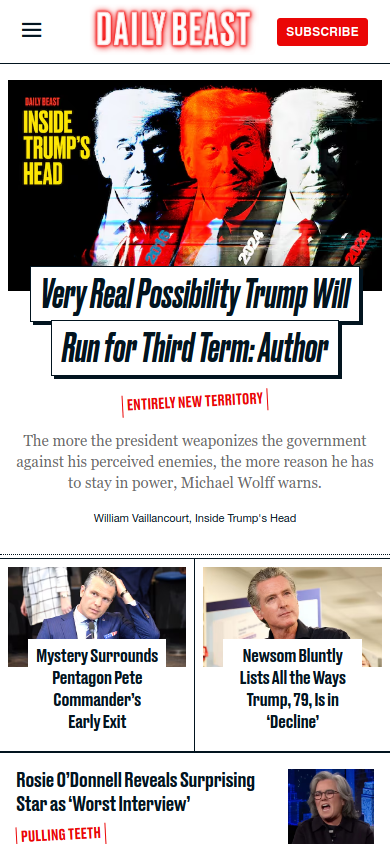 DAILY BEAST
SUBSCRIBE
DAILY BEAST
INSIDE
TRUMP'S
HEAD
2016
2024
2028
Very Real Possibility Trump Will
Run for Third Term: Author
ENTIRELY NEW TERRITORY
The more the president weaponizes the government
against his perceived enemies, the more reason he has
to stay in power, Michael Wolff warns.
William Vaillancourt, Inside Trump's Head
Mystery Surrounds
Pentagon Pete
Commander’s
Early Exit
Newsom Bluntly
Lists All the Ways
Trump, 79, Is in
‘Decline’
Rosie O’Donnell Reveals Surprising
Star as ‘Worst Interview’
PULLING TEETH